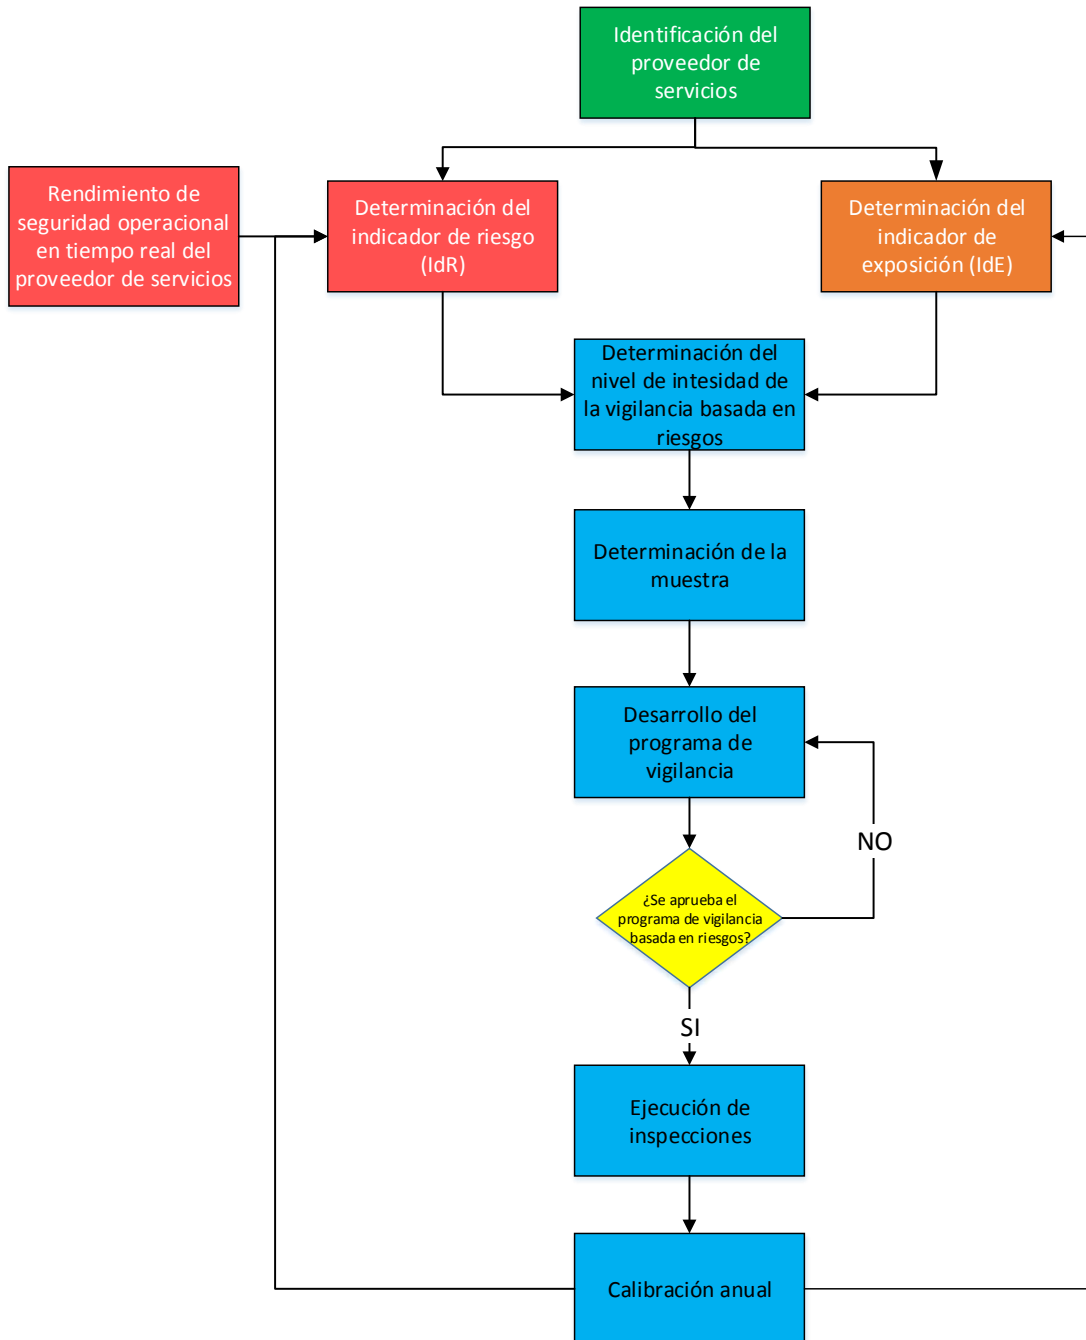 Identificación del
proveedor de
servicios
Rendimiento de
seguridad operacional
en tiempo real del
proveedor de servicios
Determinación del
indicador de riesgo
(IdR)
Determinación del
indicador de
exposición (IdE)
Determinación del
nivel de intesidad de
la vigilancia basada en
riesgos
Determinación de la
muestra
Desarrollo del
programa de
vigilancia
NO
¿Se aprueba el
programa de vigilancia
basada en riesgos?
SI
Ejecución de
inspecciones
Calibración anual